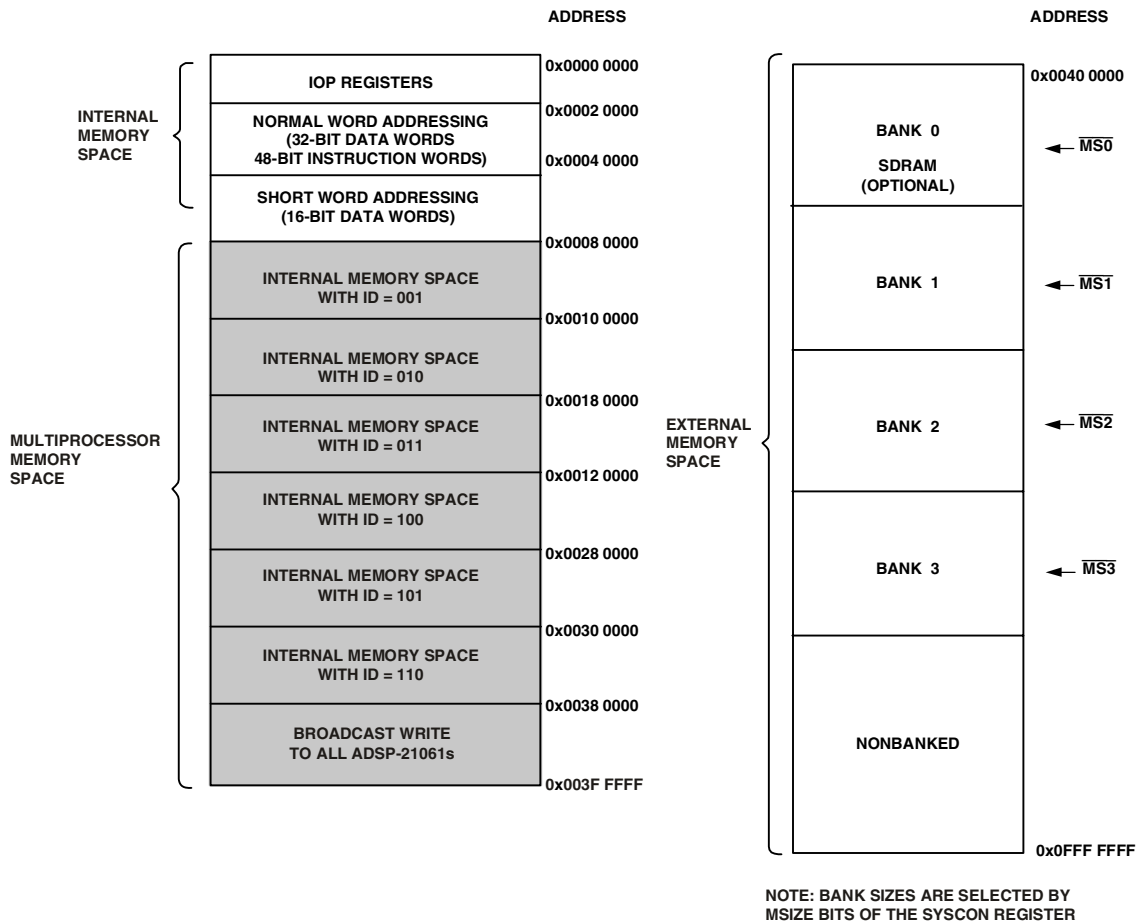 ADDRESS
0x0000 0000
IOP REGISTERS
0x0002 0000
INTERNAL
MEMORY
SPACE
NORMAL WORD ADDRESSING
(32-BIT DATA WORDS
48-BIT INSTRUCTION WORDS)
0x0004 0000
SHORT WORD ADDRESSING
(16-BIT DATA WORDS)
0x0008 0000
INTERNAL MEMORY SPACE
WITH ID = 001
0x0010 0000
INTERNAL MEMORY SPACE
WITH ID = 010
0x0018 0000
MULTIPROCESSOR
MEMORY
SPACE
INTERNAL MEMORY SPACE
WITH ID = 011
0x0012 0000
INTERNAL MEMORY SPACE
WITH ID = 100
0x0028 0000
INTERNAL MEMORY SPACE
WITH ID = 101
0x0030 0000
INTERNAL MEMORY SPACE
WITH ID = 110
0x0038 0000
BROADCAST WRITE
TO ALL ADSP-21061s
0x003F FFFF
ADDRESS
0x0040 0000
BANK 0
MS0
SDRAM
(OPTIONAL)
BANK 1
MS1
EXTERNAL
MEMORY
SPACE
BANK 2
MS2
BANK 3
MS3
NONBANKED
0x0FFF FFFF
NOTE: BANK SIZES ARE SELECTED BY
MSIZE BITS OF THE SYSCON REGISTER